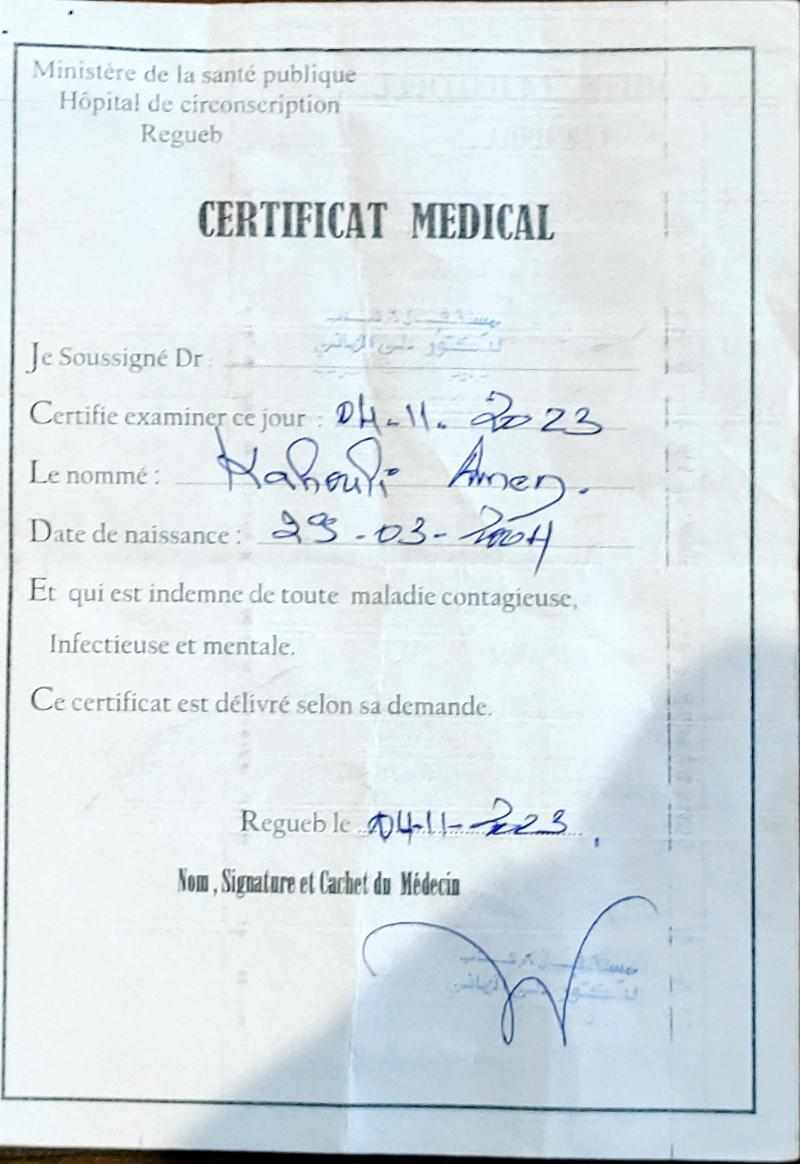 Ministère de la santé publique
Hôpital de circonscription
Regueb
CERTIFICAT MEDICAL
Je Soussigné Dr
Certifie examiner ce jour : 04-11-2023
Le nommé : Kahouli Amen.
Date de naissance : 29-03-2004
Et qui est indemne de toute maladie contagieuse,
Infectieuse et mentale.
Ce certificat est délivré selon sa demande.
Regueb le 04-11-2023
Nom, Signature et Cachet du Médecin